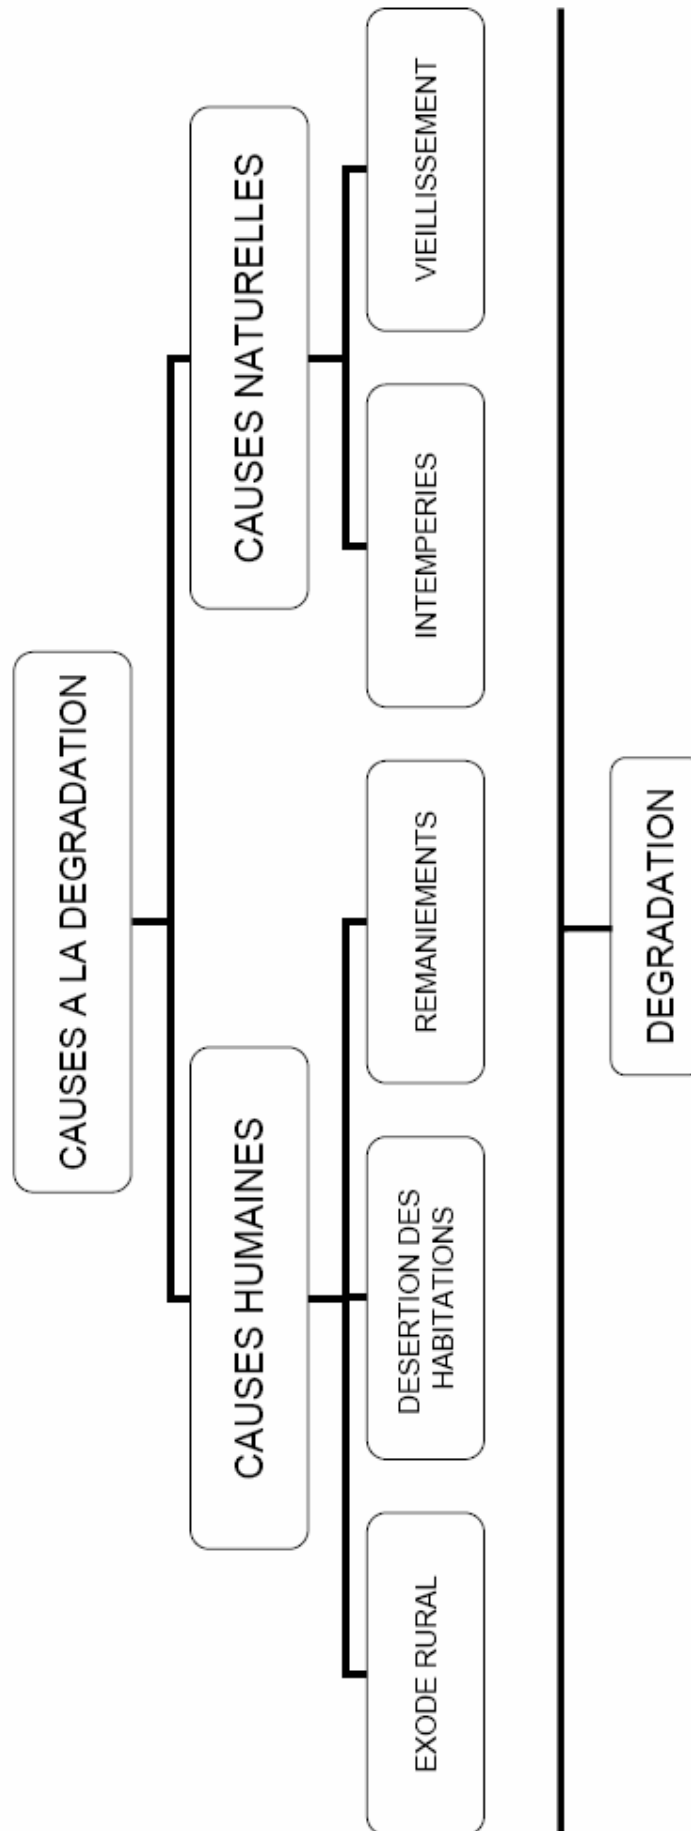 CAUSES A LA DEGRADATION
CAUSES HUMAINES
CAUSES NATURELLES
EXODE RURAL
DESERTION DES
HABITATIONS
REMANIEMENTS
INTEMPERIES
VIEILLISSEMENT
DEGRADATION